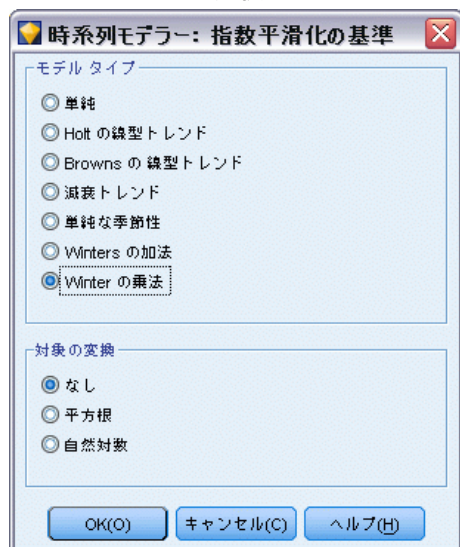 時系列モデラー: 指数平滑化の基準
モデル タイプ
単純
Holt の線型トレンド
Browns の 線型トレンド
減衰トレンド
単純な季節性
Winters の加法
Winter の乗法
対象の変換
なし
平方根
自然対数
OK(O) キャンセル(C) ヘルプ(H)